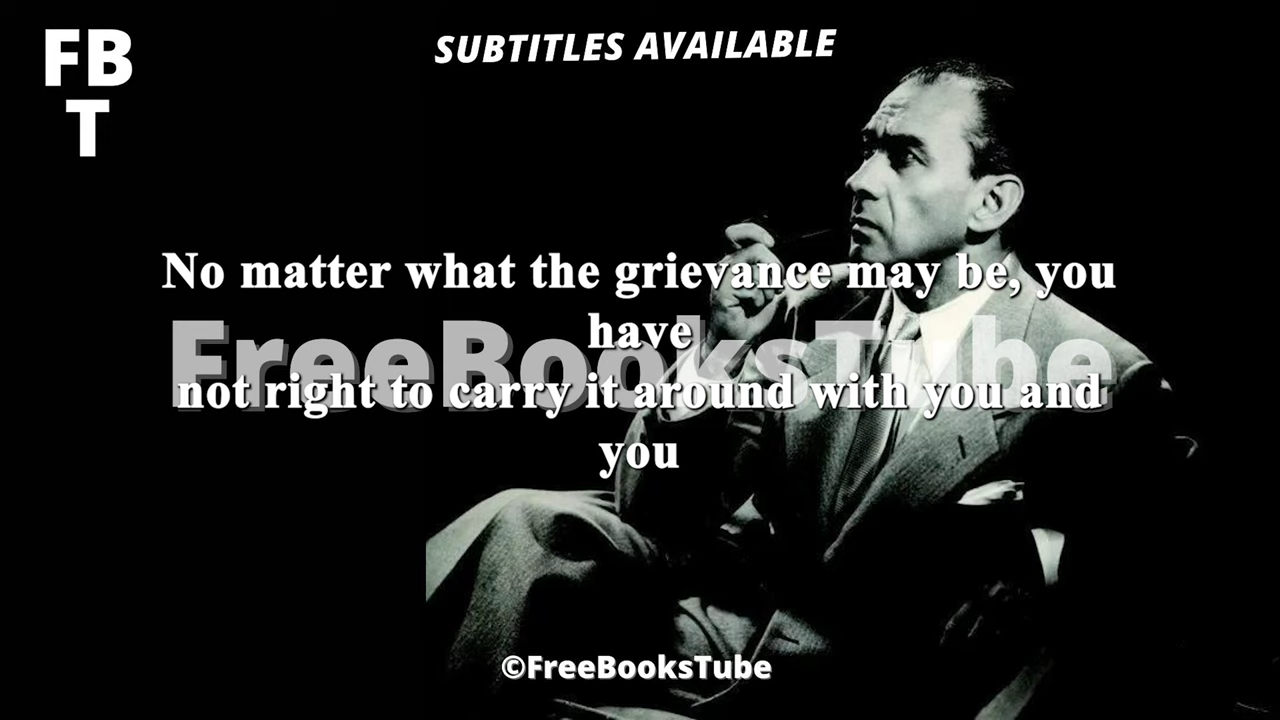 FB
T
SUBTITLES AVAILABLE
No matter what the grievance may be, you
have
FreeBooksTube
not right to carry it around with you and
you
©FreeBooksTube